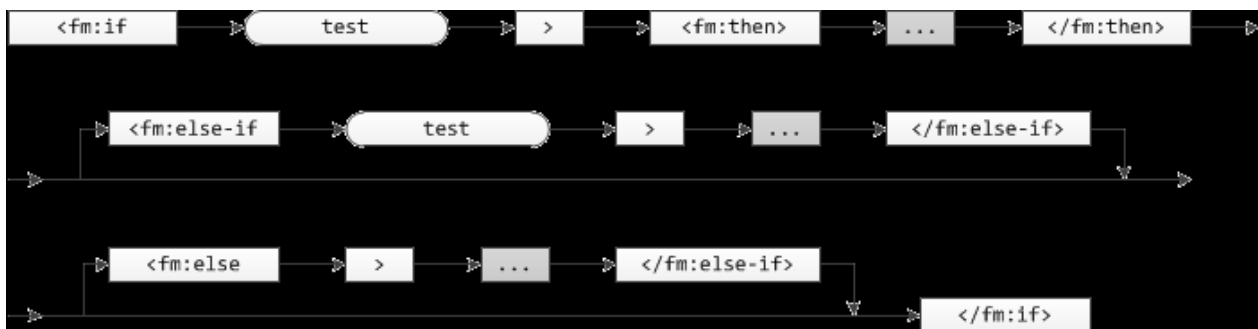 <fm:if test > <fm:then> ... </fm:then>
<fm:else-if test > ... </fm:else-if>
<fm:else > ... </fm:else-if>
</fm:if>